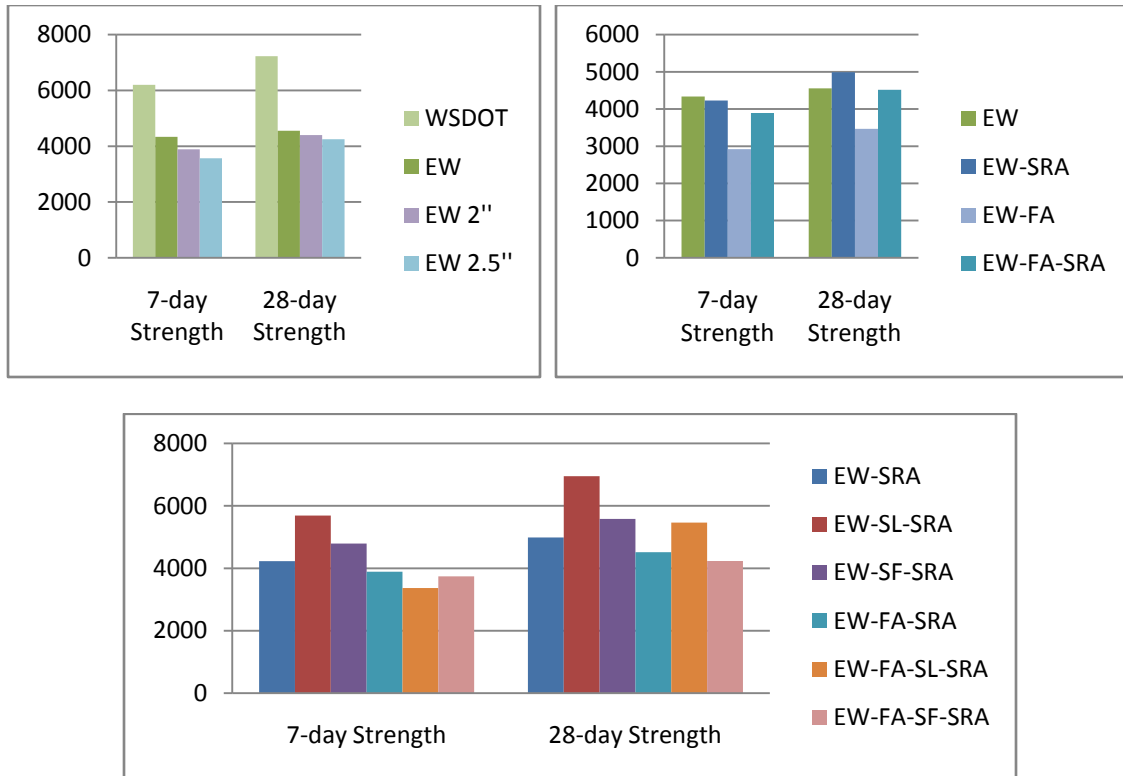 8000
6000
4000
2000
0
7-day
Strength
28-day
Strength
WSDOT
EW
EW 2''
EW 2.5''
6000
5000
4000
3000
2000
1000
0
7-day
Strength
28-day
Strength
EW
EW-SRA
EW-FA
EW-FA-SRA
8000
6000
4000
2000
0
7-day Strength
28-day Strength
EW-SRA
EW-SL-SRA
EW-SF-SRA
EW-FA-SRA
EW-FA-SL-SRA
EW-FA-SF-SRA